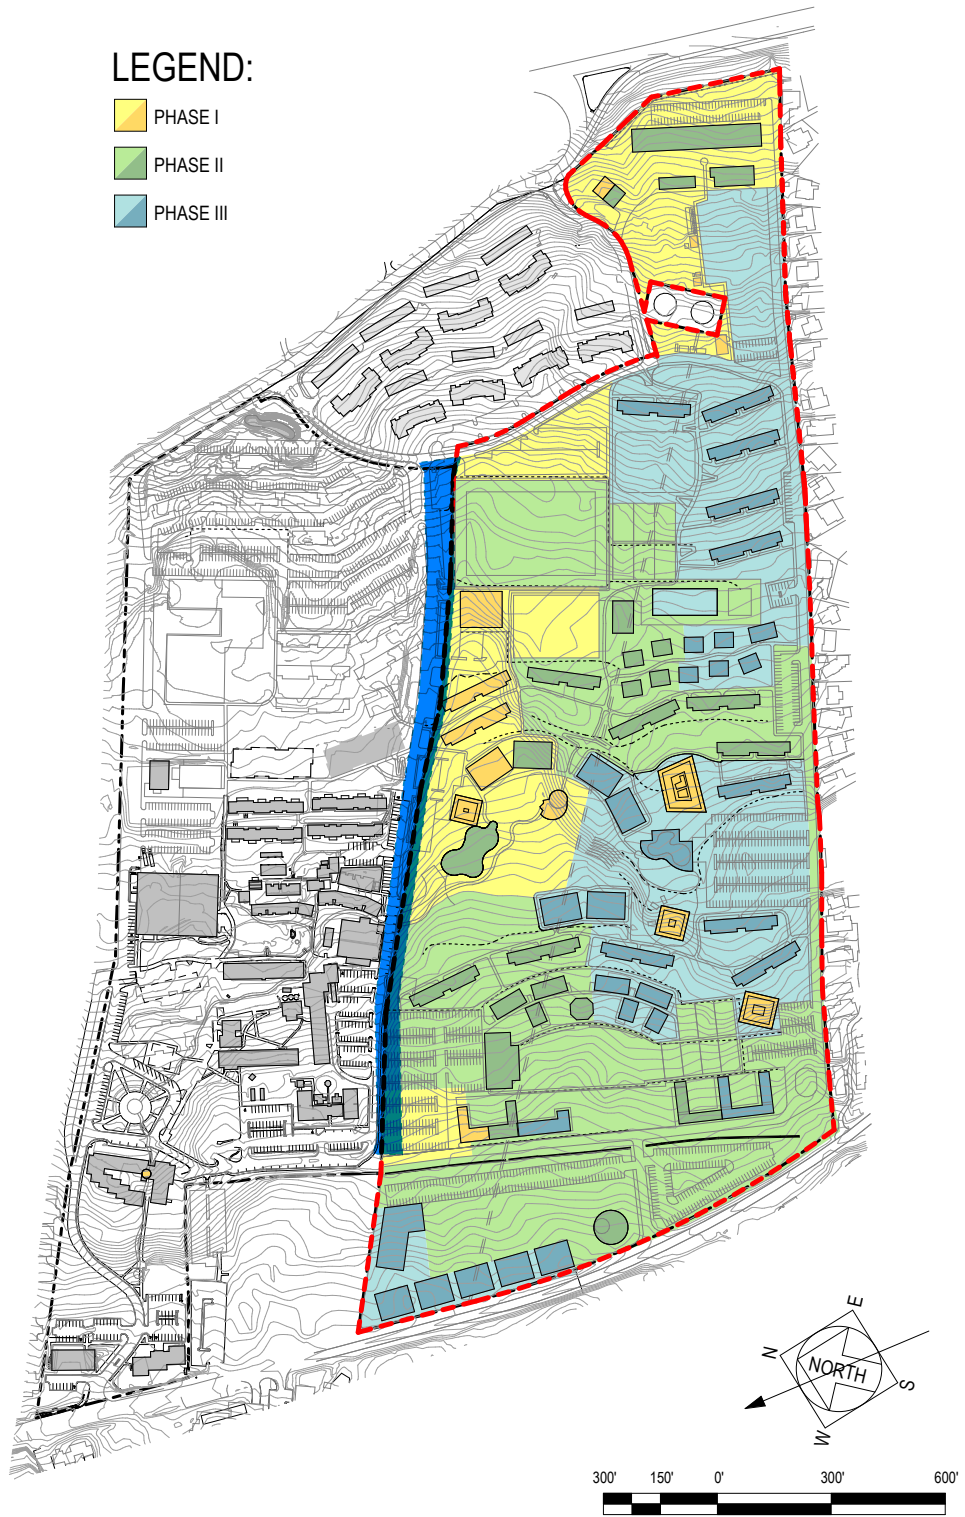 LEGEND:
PHASE I
PHASE II
PHASE III
E
N
NORTH
S
W
300' 150' 0' 300' 600'